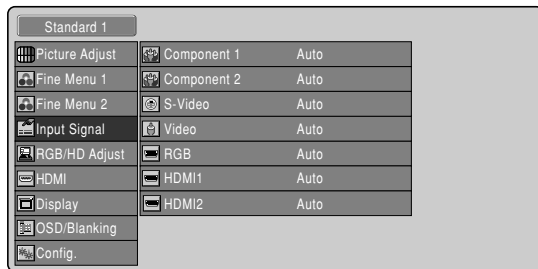 Standard 1
Picture Adjust
Fine Menu 1
Fine Menu 2
Input Signal
RGB/HD Adjust
HDMI
Display
OSD/Blanking
Config.
Component 1 Auto
Component 2 Auto
S-Video Auto
Video Auto
RGB Auto
HDMI1 Auto
HDMI2 Auto